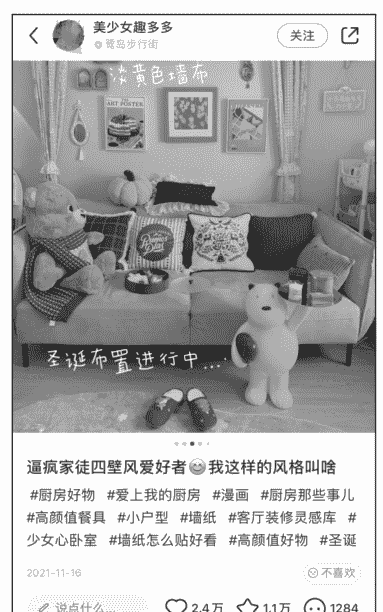 美少女趣多多
鹭岛步行街
关注
淡黄色墙布
ART POSTER
圣诞布置进行中....
逼疯家徒四壁风爱好者😄我这样的风格叫啥
#厨房好物 #爱上我的厨房 #漫画 #厨房那些事儿
#高颜值餐具 #小户型 #墙纸 #客厅装修灵感库 #
少女心卧室 #墙纸怎么贴好看 #高颜值好物 #圣诞
2021-11-16
不喜欢
说点什么...
2.4万
1.1万
1284